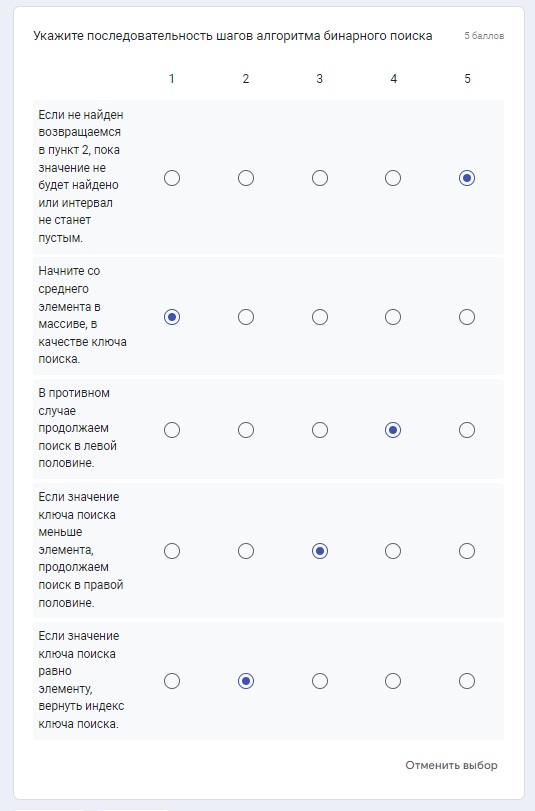 Укажите последовательность шагов алгоритма бинарного поиска
5 баллов
1 2 3 4 5
Если не найден
возвращаемся
в пункт 2, пока
значение не
будет найдено
или интервал
не станет
пустым.
Начните со
среднего
элемента в
массиве, в
качестве ключа
поиска.
В противном
случае
продолжаем
поиск в левой
половине.
Если значение
ключа поиска
меньше
элемента,
продолжаем
поиск в правой
половине.
Если значение
ключа поиска
равно
элементу,
вернуть индекс
ключа поиска.
Отменить выбор